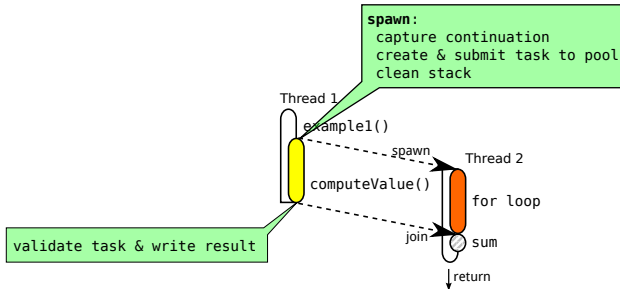 spawn:
capture continuation
create & submit task to pool
clean stack
Thread 1
example1()
spawn
Thread 2
computeValue()
for loop
validate task & write result
join
sum
return